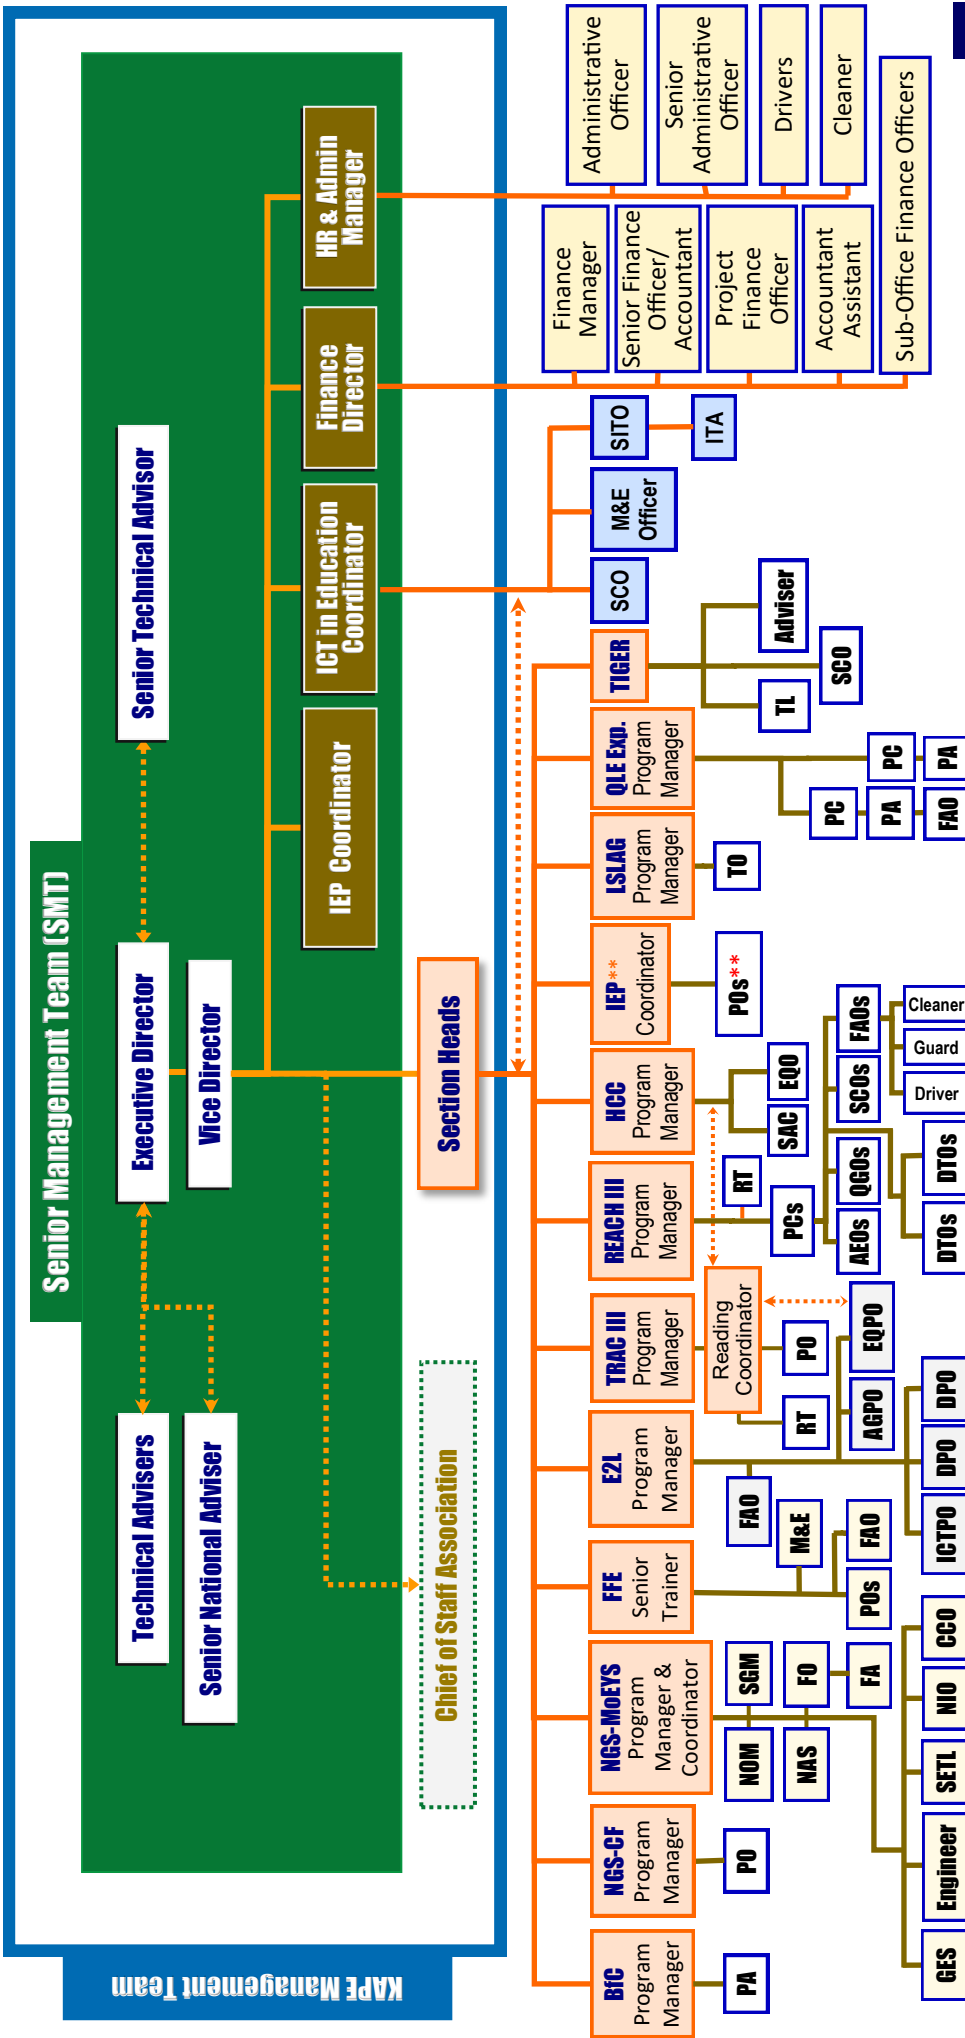 KAPE Management Team
Senior Management Team (SMT)
Technical Advisers
Senior National Adviser
Executive Director
Vice Director
Senior Technical Advisor
IEP Coordinator
ICT in Education
Coordinator
Finance
Director
HR & Admin
Manager
Chief of Staff Association
Section Heads
BfC
Program
Manager
PA
NGS-CF
Program
Manager
PO
NGS-MoEYS
Program
Manager &
Coordinator
NOM
SGM
NAS
FO
FA
GES
Engineer
SETL
NIO
CCO
FFE
Senior
Trainer
M&E
POs
FAO
E2L
Program
Manager
FAO
AGPO
EQPO
ICTPO
DPO
DPO
TRAC III
Program
Manager
Reading
Coordinator
RT
PO
REACH III
Program
Manager
RT
PCs
AEOs
QGOs
SCOs
FAOs
DTOs
DTOs
Driver
Guard
Cleaner
HCC
Program
Manager
SAC
EQO
IEP**
Coordinator
POs**
LSLAG
Program
Manager
TO
QLE Exp.
Program
Manager
PC
PA
FAO
PC
PA
TIGER
TL
SCO
Adviser
SCO
M&E
Officer
SITO
ITA
Finance
Manager
Senior Finance
Officer/
Accountant
Project
Finance
Officer
Accountant
Assistant
Sub-Office Finance Officers
Administrative
Officer
Senior
Administrative
Officer
Drivers
Cleaner